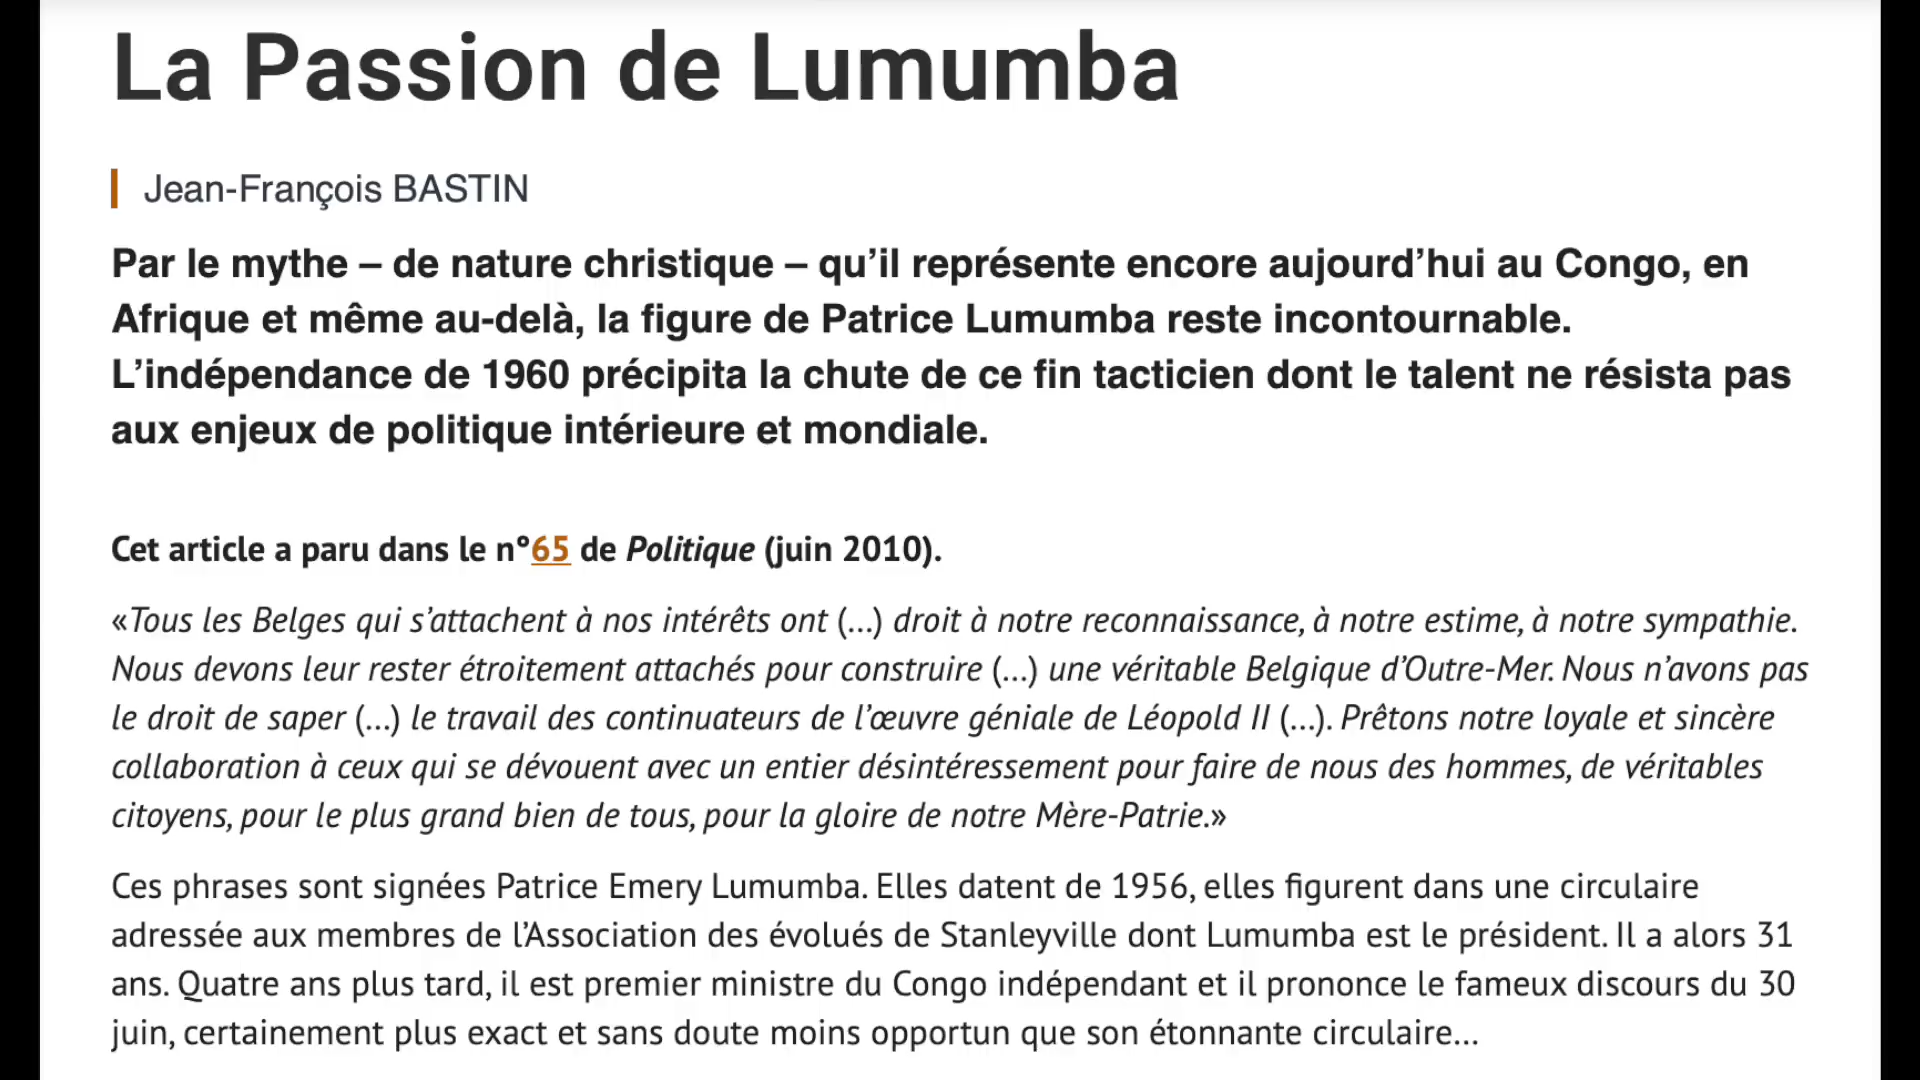 La Passion de Lumumba
Jean-François BASTIN
Par le mythe – de nature christique – qu’il représente encore aujourd’hui au Congo, en
Afrique et même au-delà, la figure de Patrice Lumumba reste incontournable.
L’indépendance de 1960 précipita la chute de ce fin tacticien dont le talent ne résista pas
aux enjeux de politique intérieure et mondiale.
Cet article a paru dans le n°65 de Politique (juin 2010).
«Tous les Belges qui s’attachent à nos intérêts ont (...) droit à notre reconnaissance, à notre estime, à notre sympathie.
Nous devons leur rester étroitement attachés pour construire (...) une véritable Belgique d’Outre-Mer. Nous n’avons pas
le droit de saper (...) le travail des continuateurs de l’œuvre géniale de Léopold II (...). Prêtons notre loyale et sincère
collaboration à ceux qui se dévouent avec un entier désintéressement pour faire de nous des hommes, de véritables
citoyens, pour le plus grand bien de tous, pour la gloire de notre Mère-Patrie.»
Ces phrases sont signées Patrice Emery Lumumba. Elles datent de 1956, elles figurent dans une circulaire
adressée aux membres de l’Association des évolués de Stanleyville dont Lumumba est le président. Il a alors 31
ans. Quatre ans plus tard, il est premier ministre du Congo indépendant et il prononce le fameux discours du 30
juin, certainement plus exact et sans doute moins opportun que son étonnante circulaire...